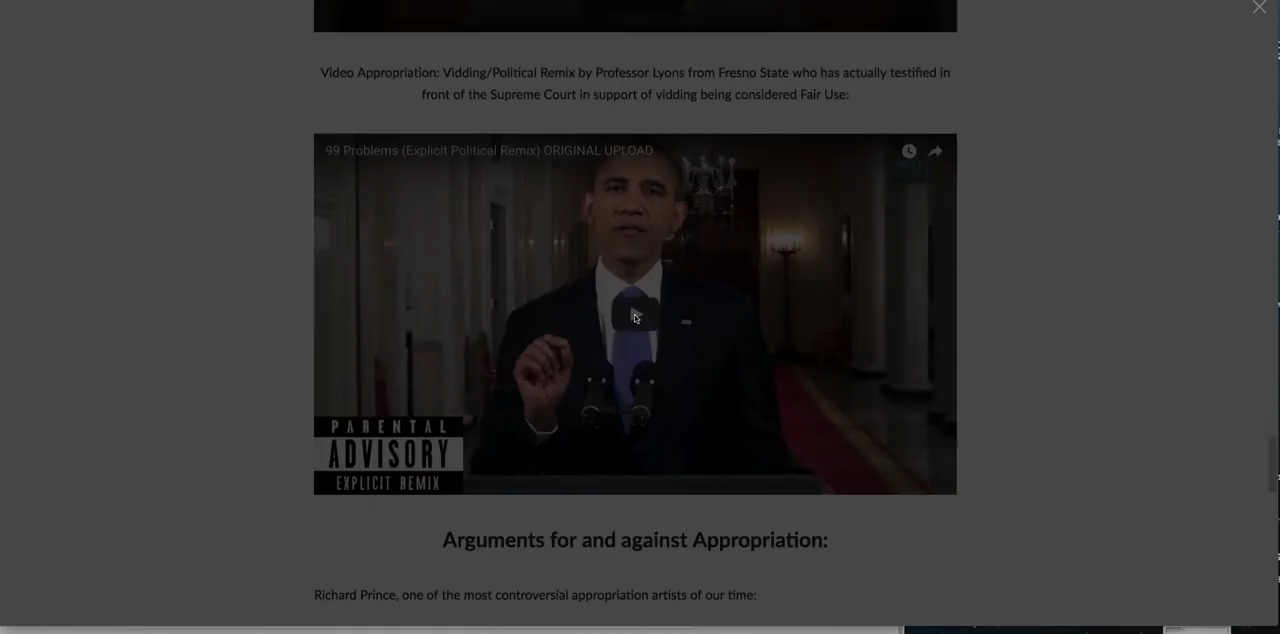 Video Appropriation: Vidding/Political Remix by Professor Lyons from Fresno State who has actually testified in
front of the Supreme Court in support of vidding being considered Fair Use:
99 Problems (Explicit Political Remix) ORIGINAL UPLOAD
PARENTAL
ADVISORY
EXPLICIT REMIX
Arguments for and against Appropriation:
Richard Prince, one of the most controversial appropriation artists of our time: